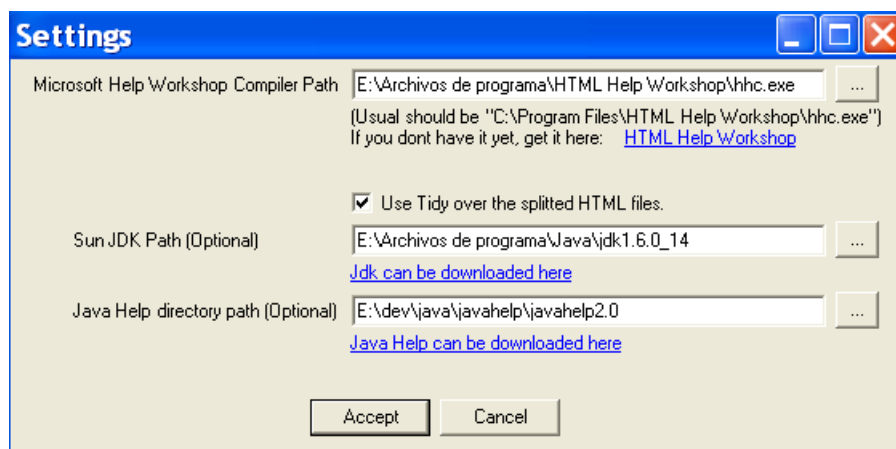 Settings
Microsoft Help Workshop Compiler Path E:\Archivos de programa\HTML Help Workshop\hhc.exe ...
(Usual should be "C:\Program Files\HTML Help Workshop\hhc.exe")
If you dont have it yet, get it here: HTML Help Workshop
Use Tidy over the splitted HTML files.
Sun JDK Path (Optional) E:\Archivos de programa\Java\jdk1.6.0_14 ...
Jdk can be downloaded here
Java Help directory path (Optional) E:\dev\java\javahelp\javahelp2.0 ...
Java Help can be downloaded here
Accept Cancel